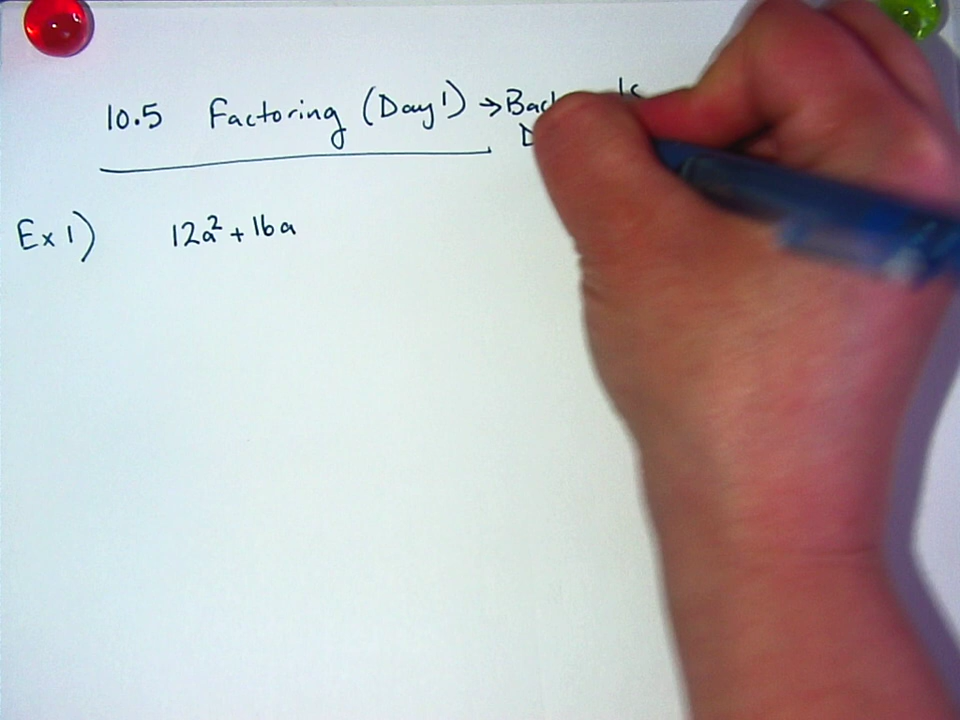 10.5 Factoring (Day 1) →
Ex 1) 12a² + 16a